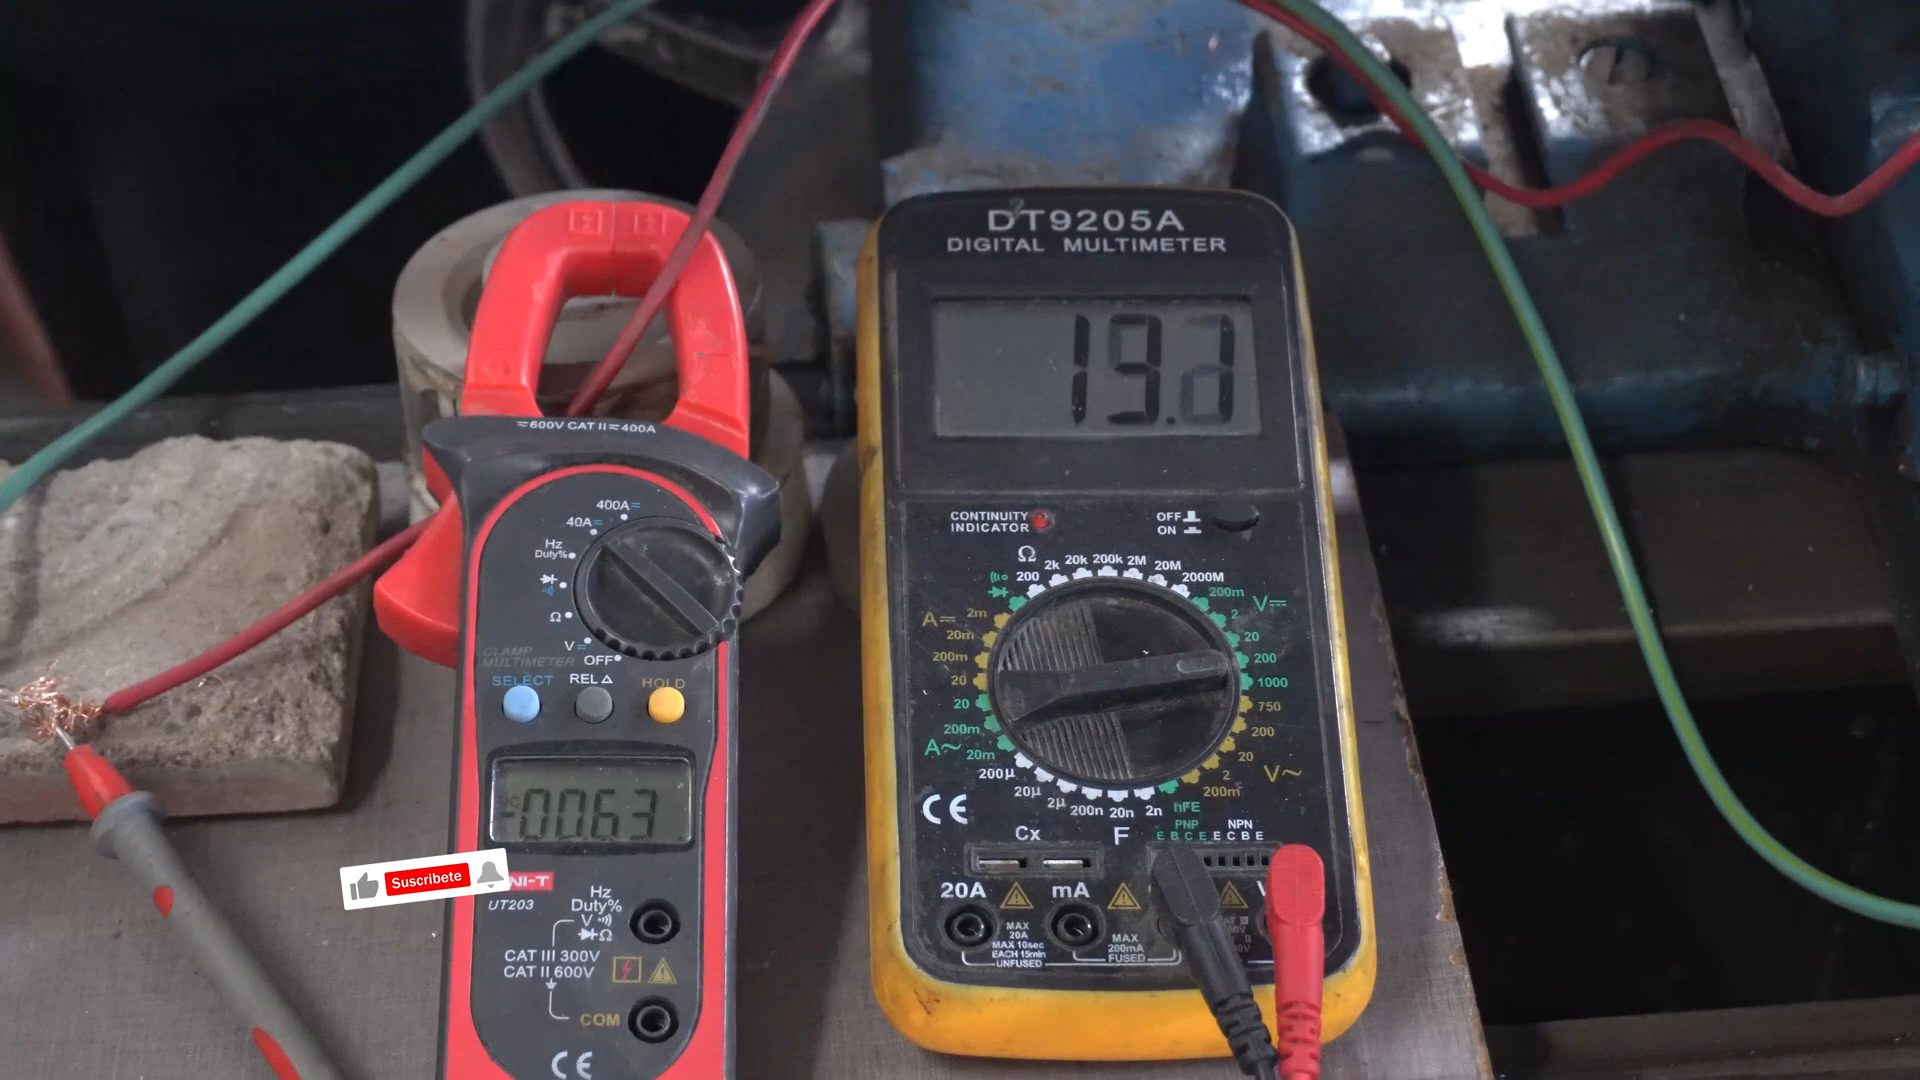 ≂600V CAT II≂400A
400A≂
40A≂
Hz
Duty%
Ω
V≂
OFF
CLAMP
MULTIMETER
SELECT
REL △
HOLD
-0063
Suscribete
NI-T
UT203
Hz
Duty%
V
Ω
CAT III 300V
CAT II 600V
COM
CE
DT9205A
DIGITAL MULTIMETER
CONTINUITY
INDICATOR
OFF
ON
Ω
200
2k
20k
200k
2M
20M
2000M
200m
V⎓
2
20
200
1000
750
200
20
2
200m
V~
A⎓
2m
20m
200m
20
20
200m
20m
A~
200µ
20µ
2µ
200n
20n
2n
hFE
Cx
F
PNP
NPN
E B C E E C B E
CE
20A
mA
MAX
20A
MAX 10sec
EACH 15min
UNFUSED
MAX
200mA
FUSED